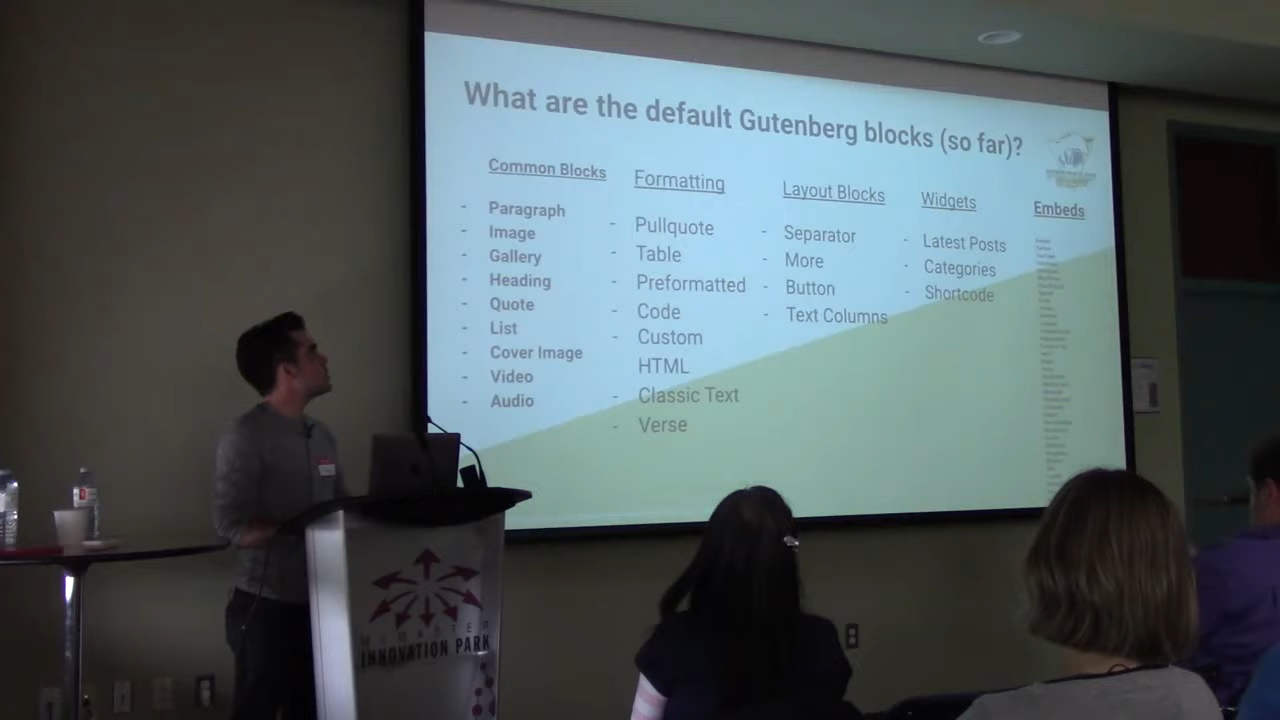 What are the default Gutenberg blocks (so far)?
Common Blocks
- Paragraph
- Image
- Gallery
- Heading
- Quote
- List
- Cover Image
- Video
- Audio
Formatting
- Pullquote
- Table
- Preformatted
- Code
- Custom
HTML
- Classic Text
- Verse
Layout Blocks
- Separator
- More
- Button
- Text Columns
Widgets
- Latest Posts
- Categories
- Shortcode
Embeds
McMASTER
INNOVATION PARK